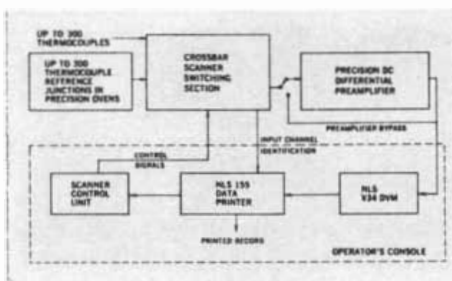 UP TO 300
THERMOCOUPLES
UP TO 300
THERMOCOUPLE
REFERENCE
JUNCTIONS IN
PRECISION OVENS
CROSSBAR
SCANNER
SWITCHING
SECTION
PRECISION DC
DIFFERENTIAL
PREAMPLIFIER
PREAMPLIFIER BYPASS
INPUT CHANNEL
IDENTIFICATION
CONTROL
SIGNALS
SCANNER
CONTROL
UNIT
NLS 155
DATA
PRINTER
NLS
V34 DVM
PRINTED RECORD
OPERATOR'S CONSOLE